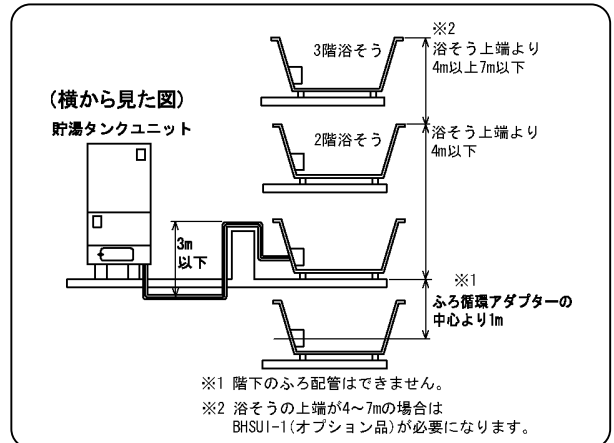 ※2
3階浴そう
浴そう上端より
4m以上7m以下
(横から見た図)
貯湯タンクユニット
2階浴そう
浴そう上端より
4m以下
3m
以下
※1
ふろ循環アダプターの
中心より1m
※1 階下のふろ配管はできません。
※2 浴そうの上端が4～7mの場合は
BHSUI-1(オプション品)が必要になります。